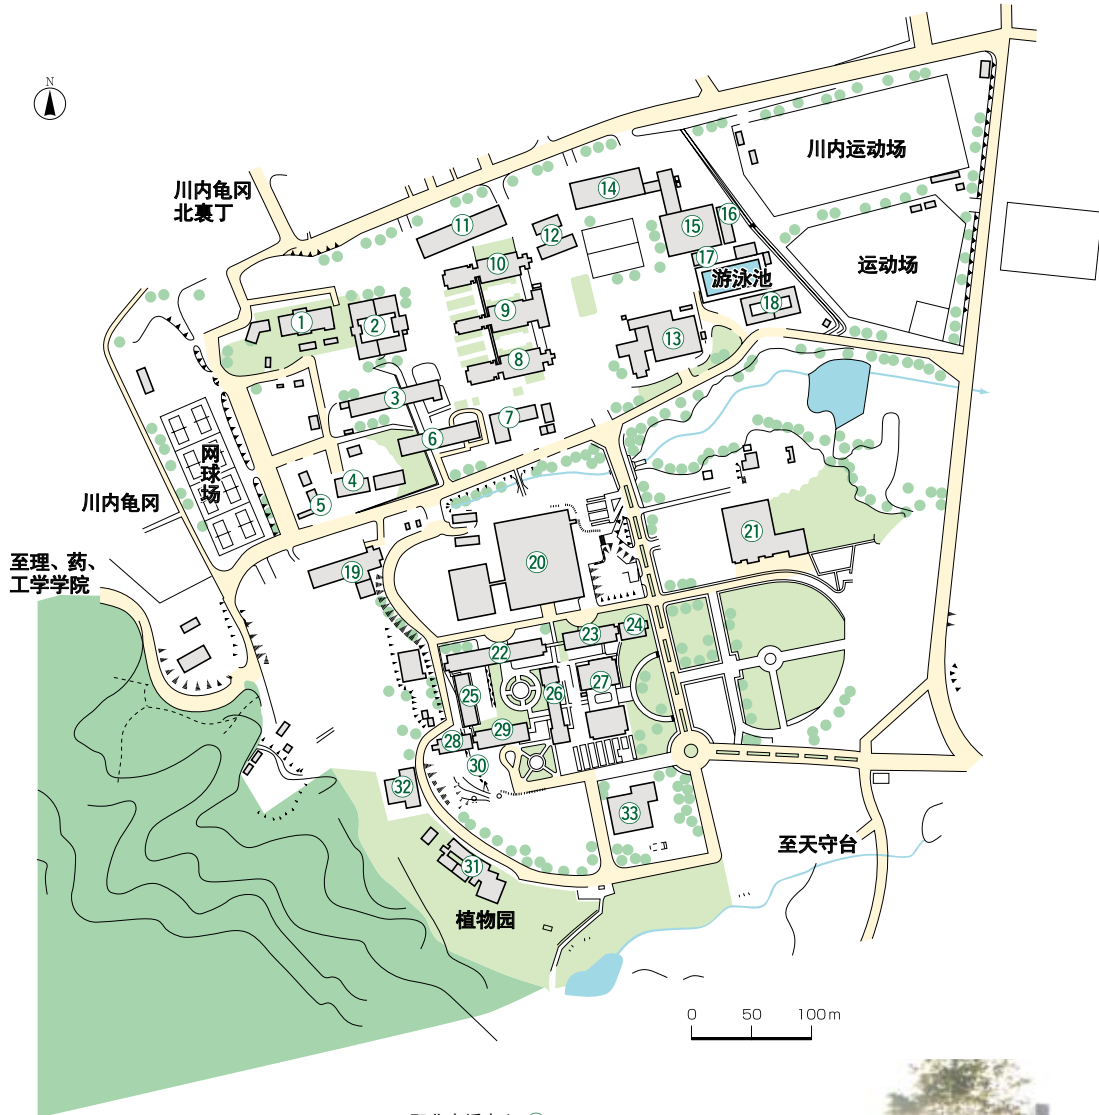 N
川内运动场
川内龟冈
北裏丁
⑭
⑯
⑪
⑮
⑫
⑰
运动场
⑩
游泳池
⑱
⑨
①
②
⑬
⑧
③
⑦
⑥
网球场
④
川内龟冈
⑤
㉑
至理、药、
工学学院
⑳
⑲
㉔
㉓
㉒
㉗
㉕
㉖
㉙
㉘
㉚
㉜
㉝
至天守台
㉛
植物园
0 50 100m